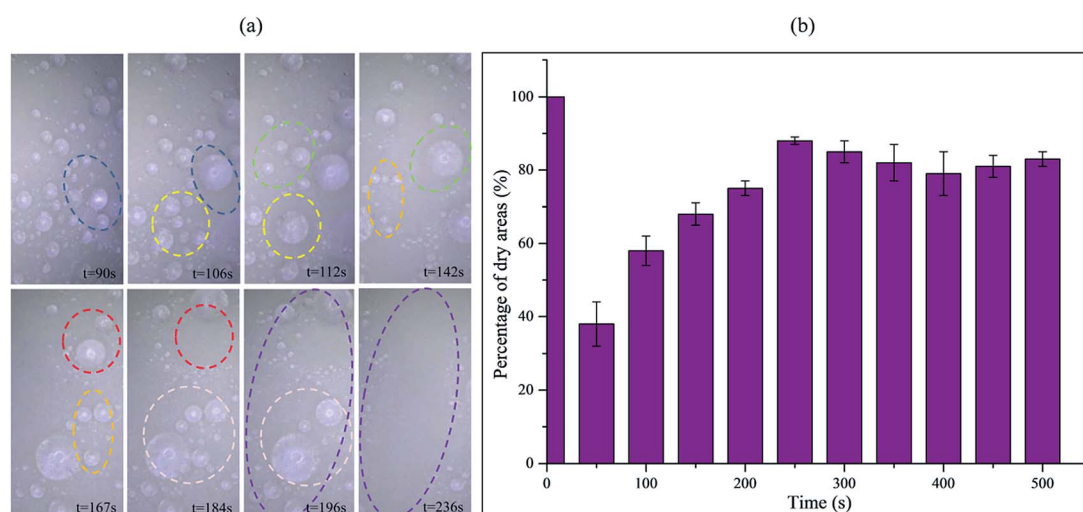 (a)
(b)
t=90s
t=106s
t=112s
t=142s
t=167s
t=184s
t=196s
t=236s
Percentage of dry areas (%)
100
80
60
40
20
0
0
100
200
300
400
500
Time (s)